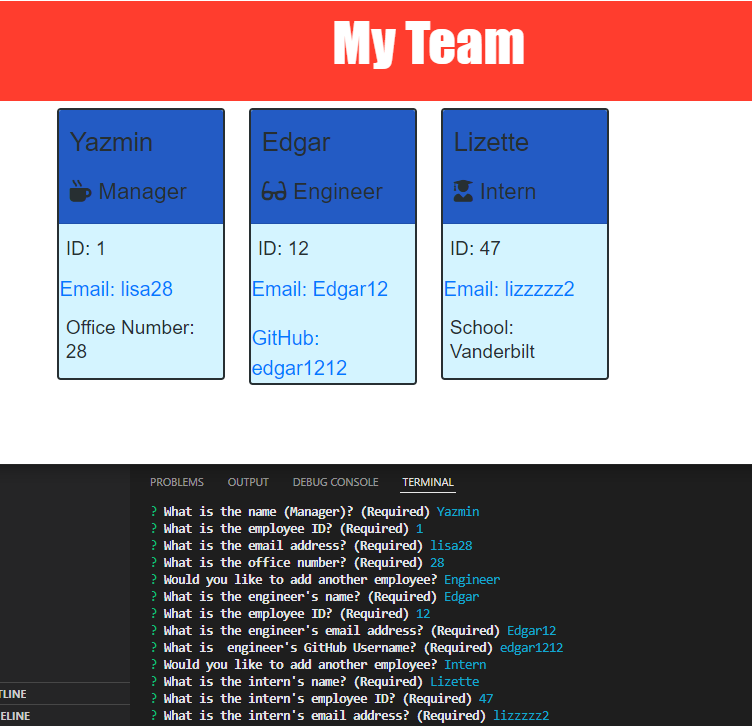 My Team
Yazmin
Manager
ID: 1
Email: lisa28
Office Number:
28
Edgar
Engineer
ID: 12
Email: Edgar12
GitHub:
edgar1212
Lizette
Intern
ID: 47
Email: lizzzzz2
School:
Vanderbilt
PROBLEMS OUTPUT DEBUG CONSOLE TERMINAL
? What is the name (Manager)? (Required) Yazmin
? What is the employee ID? (Required) 1
? What is the email address? (Required) lisa28
? What is the office number? (Required) 28
? Would you like to add another employee? Engineer
? What is the engineer's name? (Required) Edgar
? What is the employee ID? (Required) 12
? What is the engineer's email address? (Required) Edgar12
? What is  engineer's GitHub Username? (Required) edgar1212
? Would you like to add another employee? Intern
? What is the intern's name? (Required) Lizette
? What is the intern's employee ID? (Required) 47
? What is the intern's email address? (Required) lizzzzz2
TLINE
ELINE